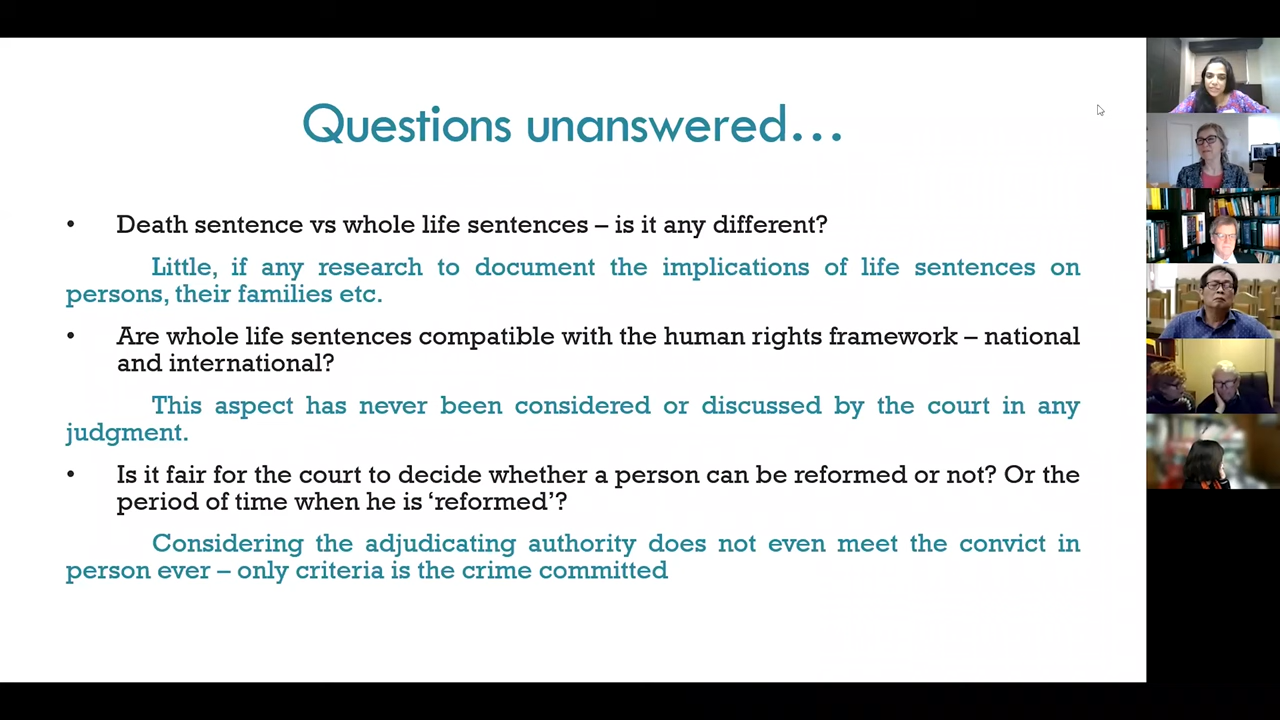 Questions unanswered...
• Death sentence vs whole life sentences – is it any different?
Little, if any research to document the implications of life sentences on
persons, their families etc.
• Are whole life sentences compatible with the human rights framework – national
and international?
This aspect has never been considered or discussed by the court in any
judgment.
• Is it fair for the court to decide whether a person can be reformed or not? Or the
period of time when he is ‘reformed’?
Considering the adjudicating authority does not even meet the convict in
person ever – only criteria is the crime committed